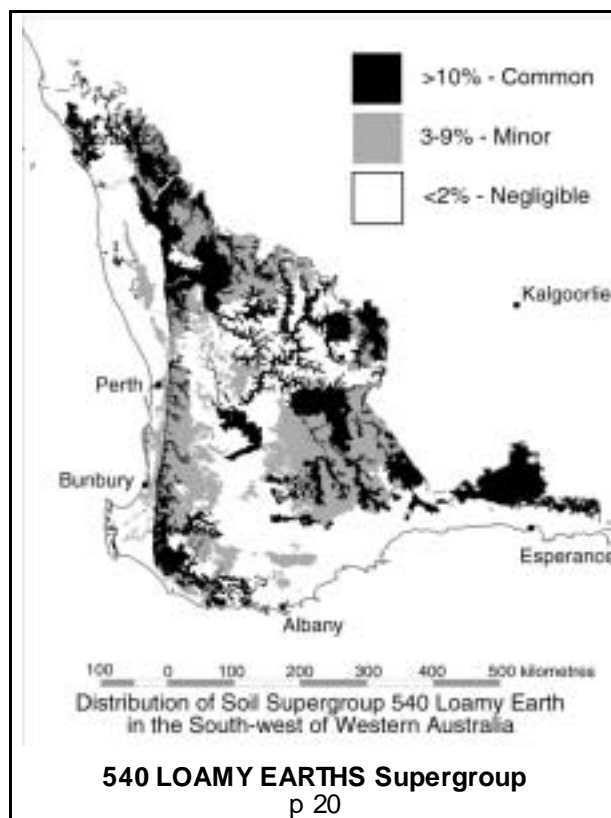 >10% - Common
3-9% - Minor
<2% - Negligible
Kalgoorlie
Perth
Bunbury
Esperance
Albany
100 0 100 200 300 500 kilometres
Distribution of Soil Supergroup 540 Loamy Earth
in the South-west of Western Australia
540 LOAMY EARTHS Supergroup
p 20